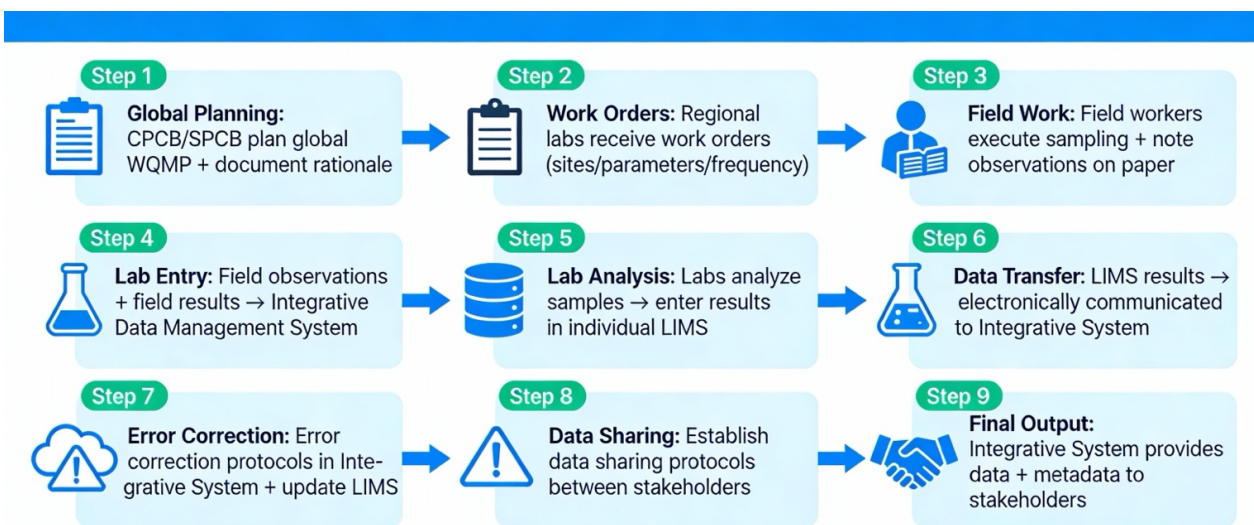 Step 1
Global Planning:
CPCB/SPCB plan global
WQMP + document rationale
Step 2
Work Orders: Regional
labs receive work orders
(sites/parameters/frequency)
Step 3
Field Work: Field workers
execute sampling + note
observations on paper
Step 4
Lab Entry: Field observations
+ field results → Integrative
Data Management System
Step 5
Lab Analysis: Labs analyze
samples → enter results
in individual LIMS
Step 6
Data Transfer: LIMS results →
electronically communicated
to Integrative System
Step 7
Error Correction: Error
correction protocols in Inte-
grative System + update LIMS
Step 8
Data Sharing: Establish
data sharing protocols
between stakeholders
Step 9
Final Output:
Integrative System provides
data + metadata to
stakeholders